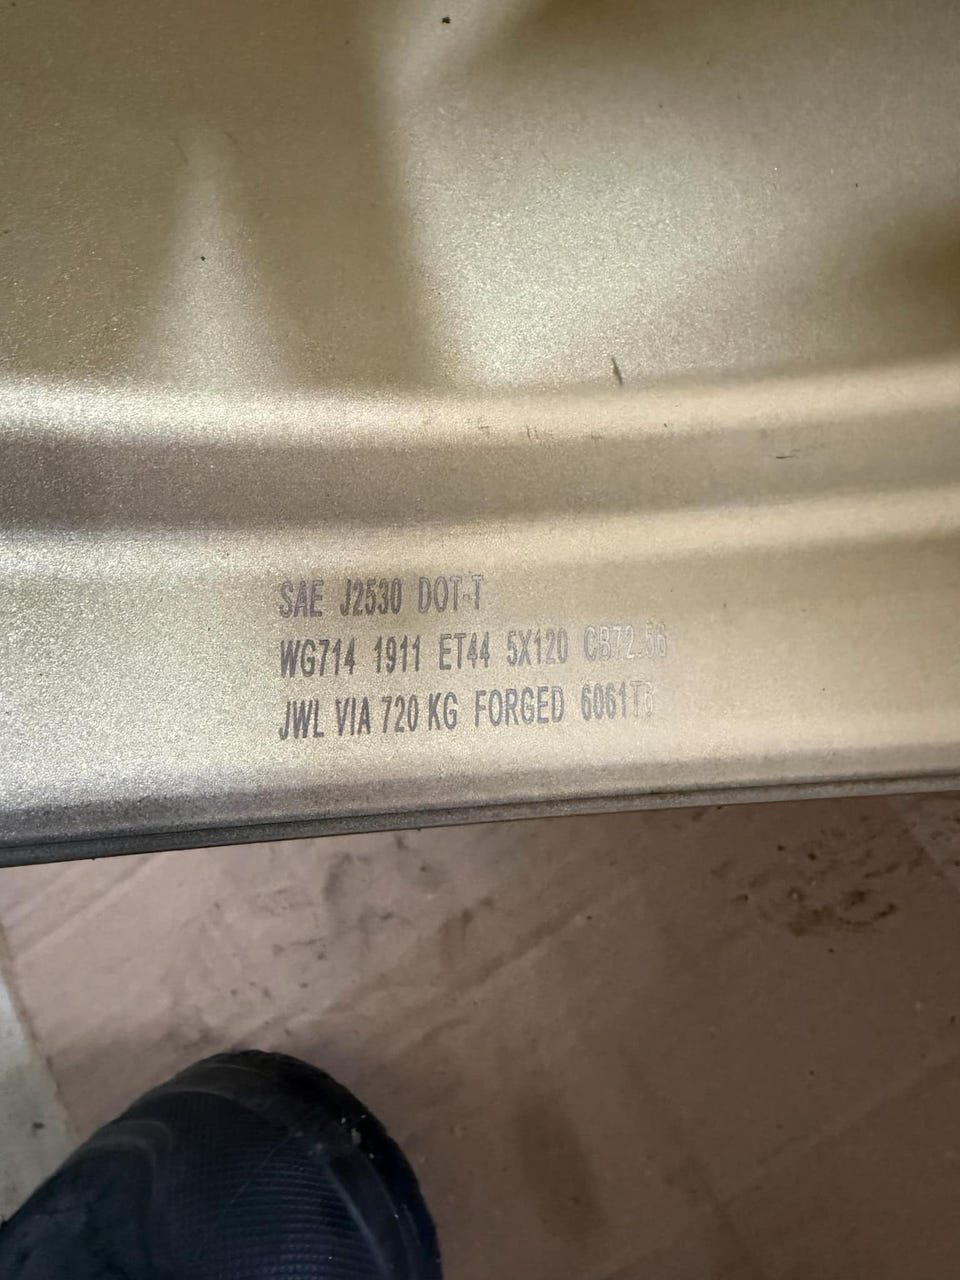 SAE J2530 DOT-T
WG714 1911 ET44 5X120 CB72.56
JWL VIA 720 KG FORGED 6061T6